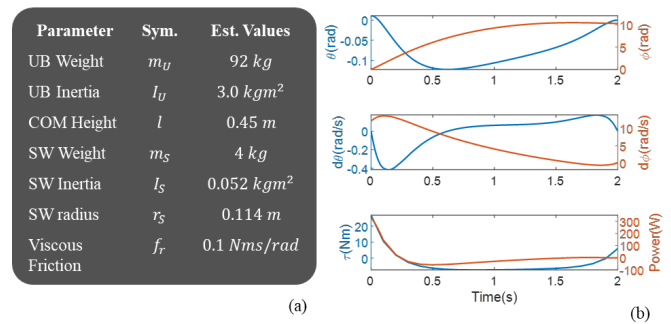 Parameter Sym. Est. Values
UB Weight m_U 92 kg
UB Inertia I_U 3.0 kgm²
COM Height l 0.45 m
SW Weight m_S 4 kg
SW Inertia I_S 0.052 kgm²
SW radius r_S 0.114 m
Viscous f_r 0.1 Nms/rad
Friction
(a)
θ(rad)
0
-0.05
-0.1
10
5
0
ϕ(rad)
0 0.5 1 1.5 2
dθ(rad/s)
0
-0.2
-0.4
10
5
0
dϕ(rad/s)
0 0.5 1 1.5 2
τ(Nm)
20
10
0
300
200
100
0
-100
Power(W)
0 0.5 1 1.5 2
Time(s)
(b)